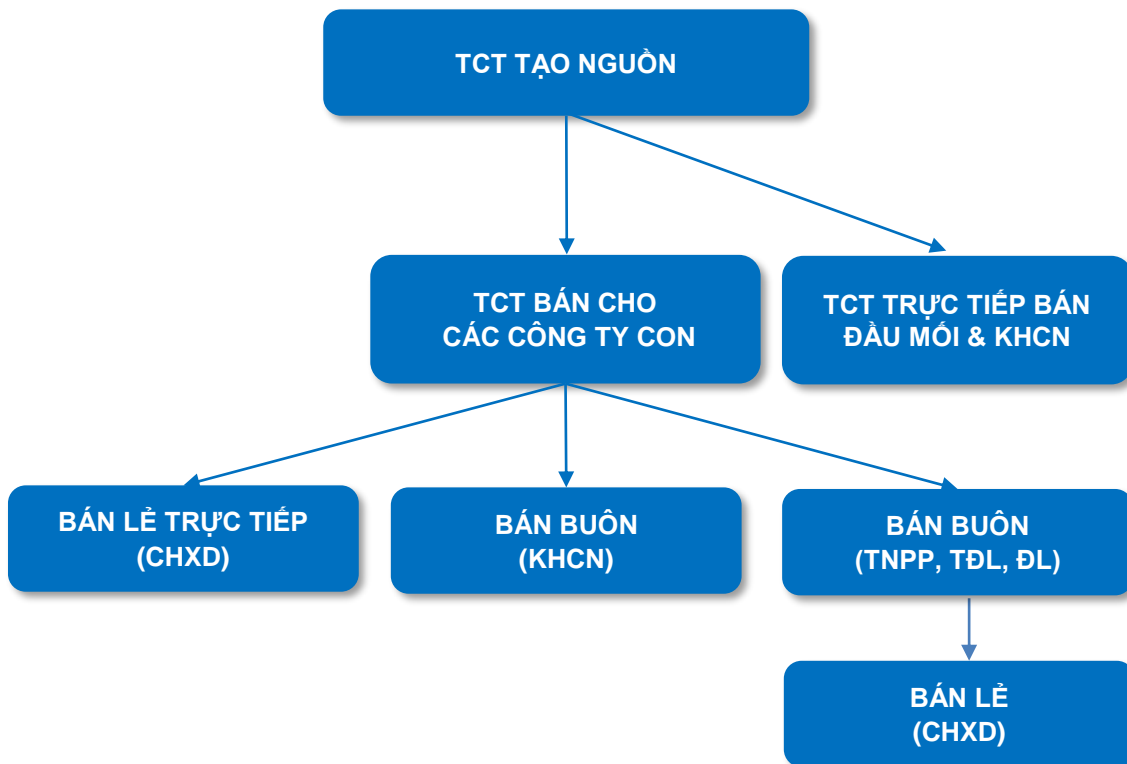 TCT TẠO NGUỒN
TCT BÁN CHO
CÁC CÔNG TY CON
TCT TRỰC TIẾP BÁN
ĐẦU MỐI & KHCN
BÁN LẺ TRỰC TIẾP
(CHXD)
BÁN BUÔN
(KHCN)
BÁN BUÔN
(TNPP, TĐL, ĐL)
BÁN LẺ
(CHXD)